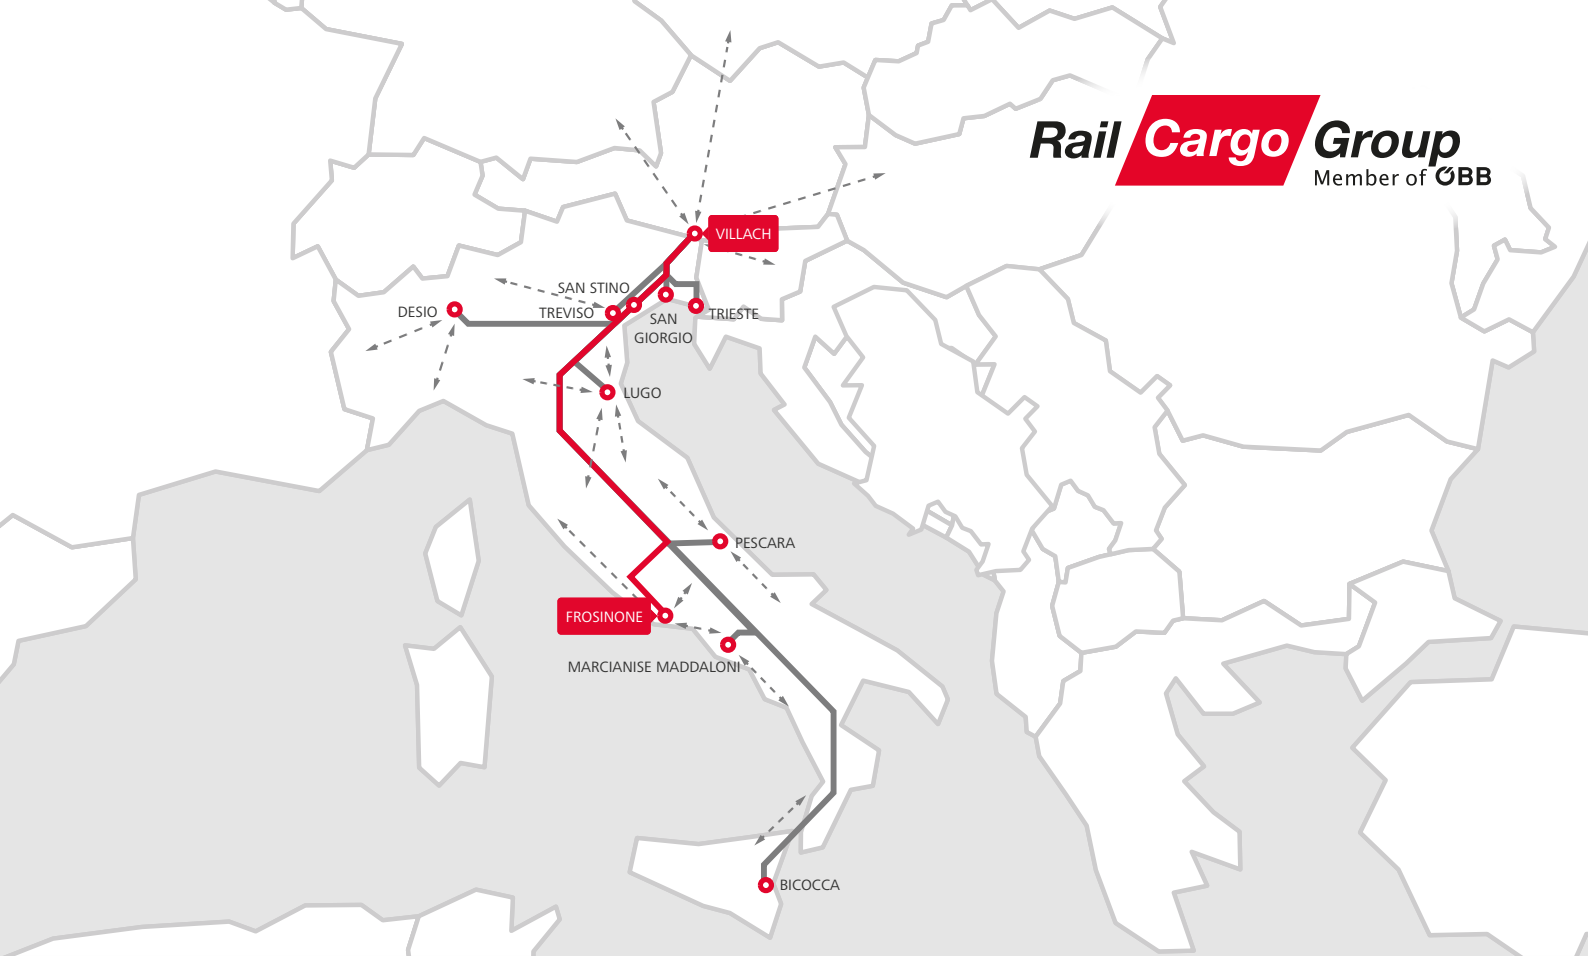 Rail Cargo Group
Member of ÖBB
VILLACH
SAN STINO
DESIO
TREVISO
SAN
GIORGIO
TRIESTE
LUGO
PESCARA
FROSINONE
MARCIANISE MADDALONI
BICOCCA